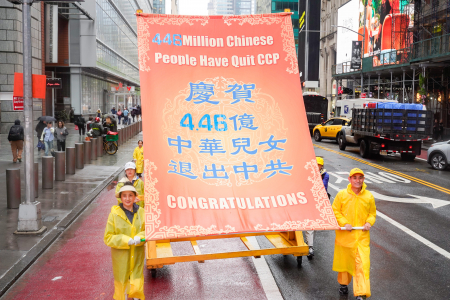 446Million Chinese
People Have Quit CCP
慶賀
4.46億
中華兒女
退出中共
CONGRATULATIONS